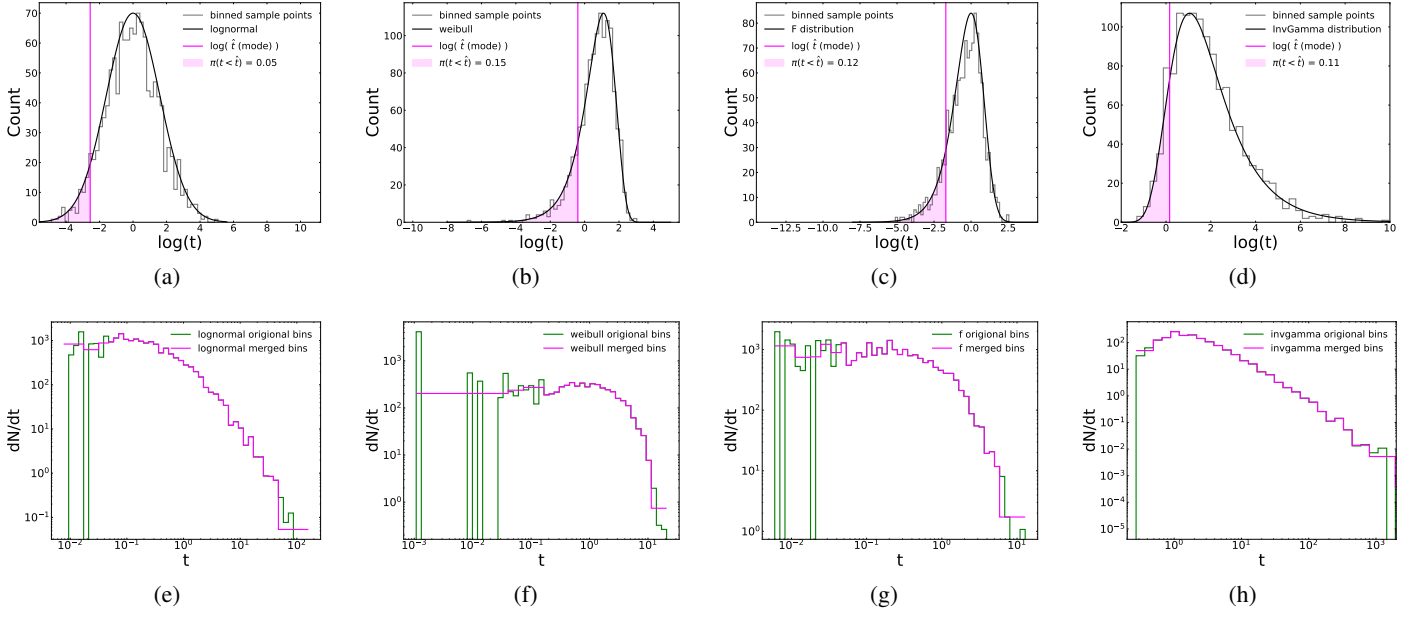 70
60
50
40
30
20
10
0
Count
−4 −2 0 2 4 6 8 10
log(t)
binned sample points
lognormal
log( t̂ (mode) )
π(t < t̂) = 0.05
(a)
120
100
80
60
40
20
0
Count
−10 −8 −6 −4 −2 0 2 4
log(t)
binned sample points
weibull
log( t̂ (mode) )
π(t < t̂) = 0.15
(b)
80
70
60
50
40
30
20
10
0
Count
−12.5 −10.0 −7.5 −5.0 −2.5 0.0 2.5
log(t)
binned sample points
F distribution
log( t̂ (mode) )
π(t < t̂) = 0.12
(c)
100
80
60
40
20
0
Count
−2 0 2 4 6 8 10
log(t)
binned sample points
InvGamma distribution
log( t̂ (mode) )
π(t < t̂) = 0.11
(d)
10³
10²
10¹
10⁰
10⁻¹
dN/dt
10⁻² 10⁻¹ 10⁰ 10¹ 10²
t
lognormal origional bins
lognormal merged bins
(e)
10³
10²
10¹
10⁰
dN/dt
10⁻³ 10⁻² 10⁻¹ 10⁰ 10¹
t
weibull origional bins
weibull merged bins
(f)
10³
10²
10¹
10⁰
dN/dt
10⁻² 10⁻¹ 10⁰ 10¹
t
f origional bins
f merged bins
(g)
10²
10¹
10⁰
10⁻¹
10⁻²
10⁻³
10⁻⁴
10⁻⁵
dN/dt
10⁰ 10¹ 10² 10³
t
invgamma origional bins
invgamma merged bins
(h)